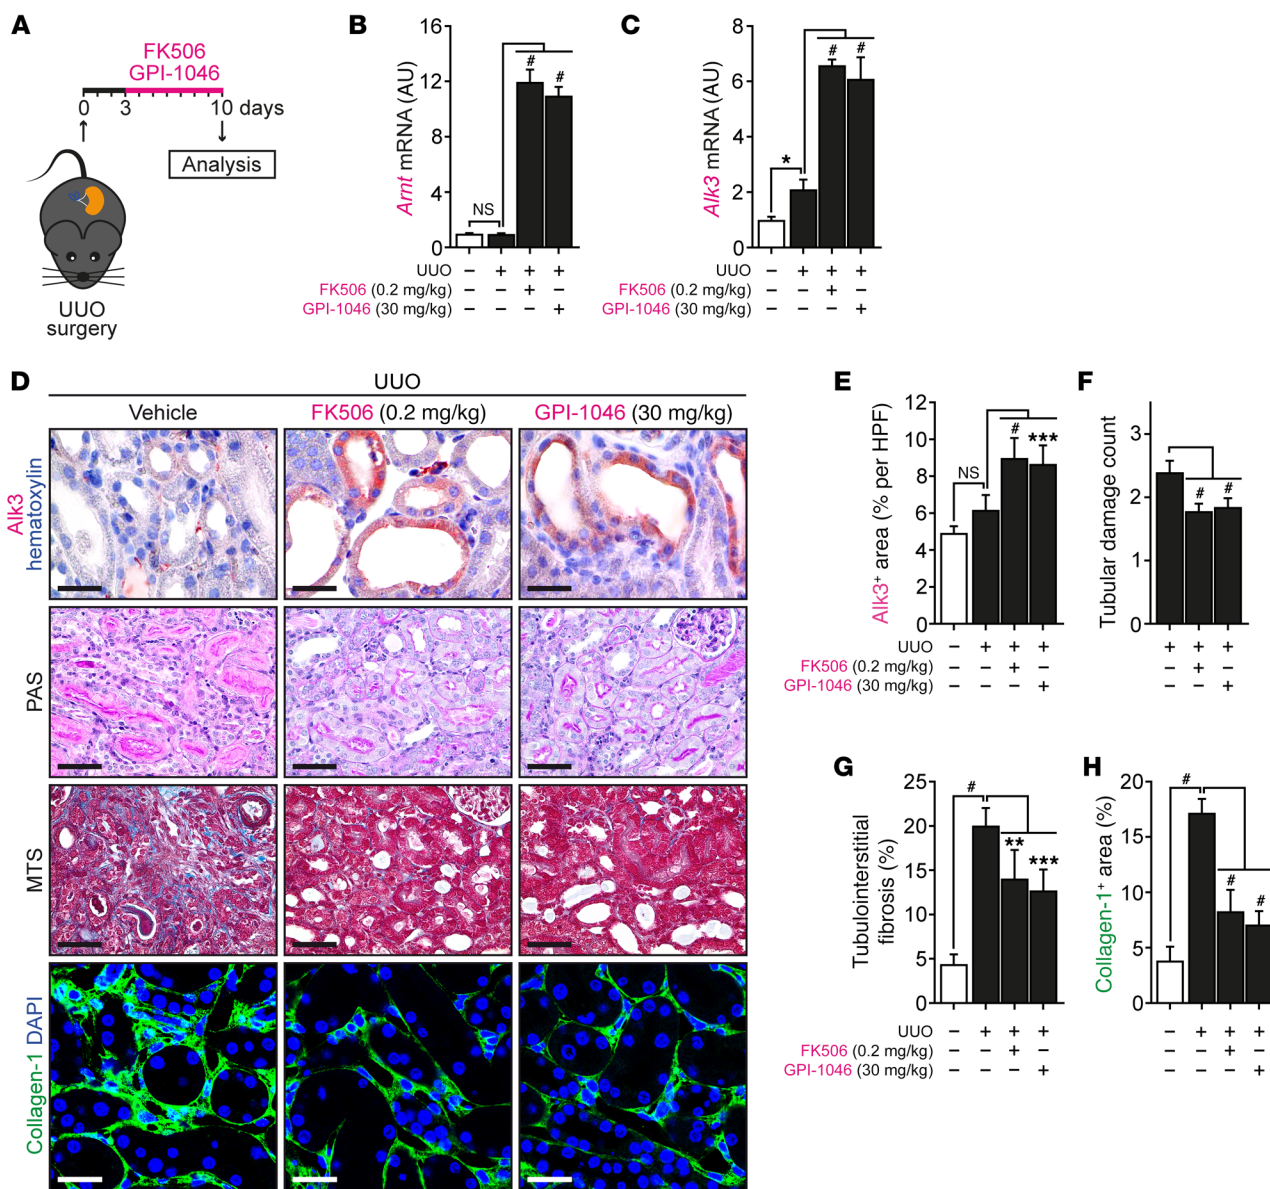 A
FK506
GPI-1046
0 3 10 days
Analysis
UUO
surgery
B
16
12
8
4
0
Arnt mRNA (AU)
NS
#
#
UUO − + + +
FK506 (0.2 mg/kg) − − + −
GPI-1046 (30 mg/kg) − − − +
C
8
6
4
2
0
Alk3 mRNA (AU)
*
#
#
UUO − + + +
FK506 (0.2 mg/kg) − − + −
GPI-1046 (30 mg/kg) − − − +
D
UUO
Vehicle FK506 (0.2 mg/kg) GPI-1046 (30 mg/kg)
Alk3
hematoxylin
PAS
MTS
Collagen-1 DAPI
E
12
10
8
6
4
2
0
Alk3+ area (% per HPF)
NS
#
***
UUO − + + +
FK506 (0.2 mg/kg) − − + −
GPI-1046 (30 mg/kg) − − − +
F
3
2
1
0
Tubular damage count
#
#
+ + +
− + −
− − +
G
25
20
15
10
5
0
Tubulointerstitial
fibrosis (%)
#
**
***
UUO − + + +
FK506 (0.2 mg/kg) − − + −
GPI-1046 (30 mg/kg) − − − +
H
20
15
10
5
0
Collagen-1+ area (%)
#
#
#
− + + +
− − + −
− − − +